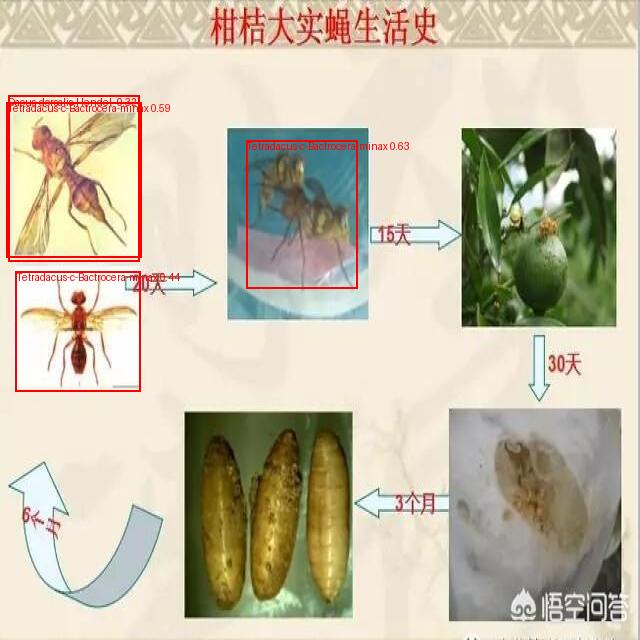 柑桔大实蝇生活史
Dacus-dorsalis-Hendel 0.32
Tetradacus-c-Bactrocera-minax 0.59
Tetradacus-c-Bactrocera-minax 0.63
15天
Tetradacus-c-Bactrocera-minax 0.44
20天
30天
3个月
6个月
悟空问答